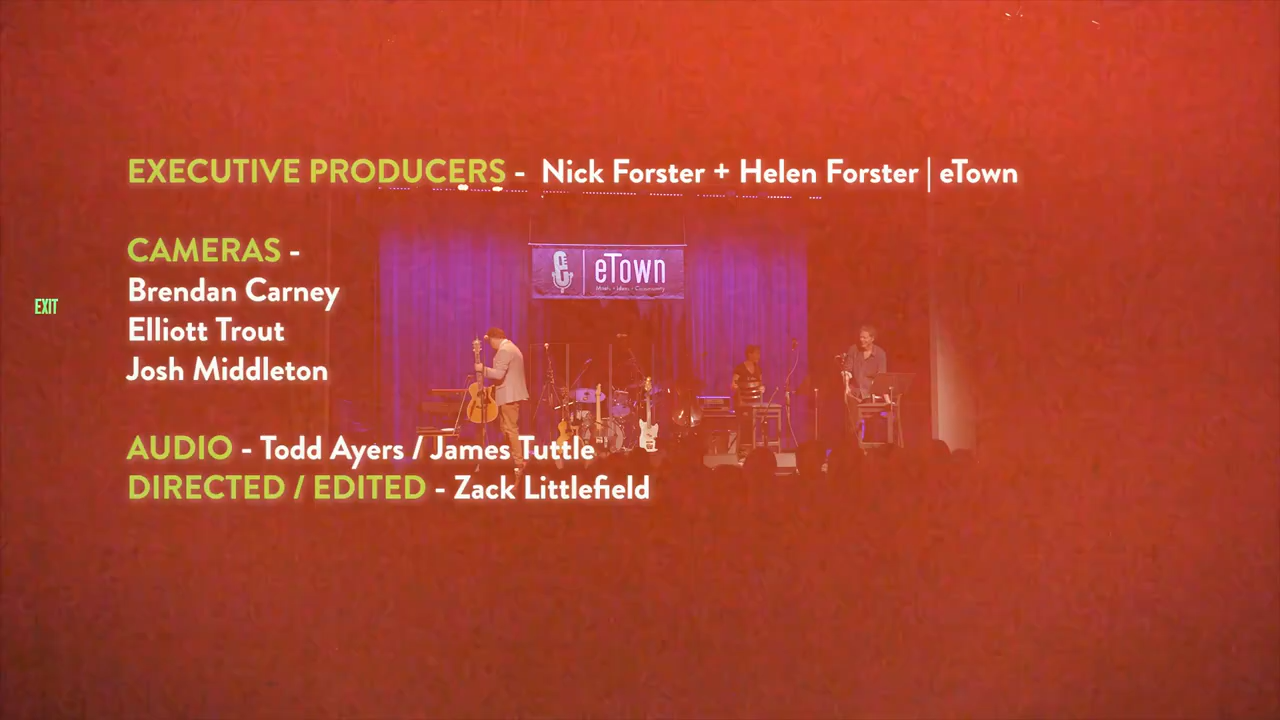 EXECUTIVE PRODUCERS - Nick Forster + Helen Forster | eTown
eTown
CAMERAS -
Brendan Carney
EXIT
Elliott Trout
Josh Middleton
AUDIO - Todd Ayers / James Tuttle
DIRECTED / EDITED - Zack Littlefield